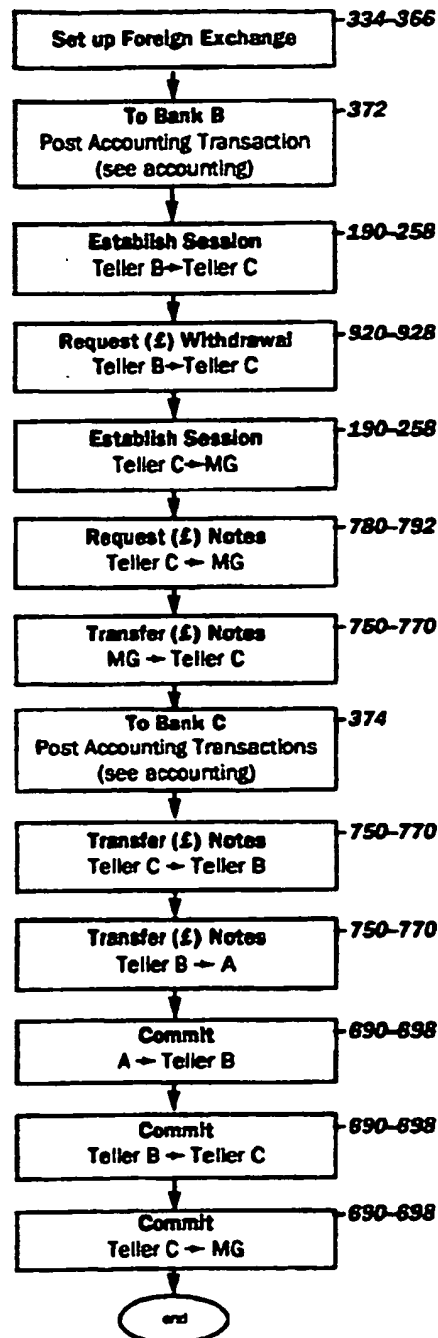 Set up Foreign Exchange
334–366
To Bank B
Post Accounting Transaction
(see accounting)
372
Establish Session
Teller B→Teller C
190–258
Request (£) Withdrawal
Teller B→Teller C
920–928
Establish Session
Teller C→MG
190–258
Request (£) Notes
Teller C → MG
780–792
Transfer (£) Notes
MG → Teller C
750–770
To Bank C
Post Accounting Transactions
(see accounting)
374
Transfer (£) Notes
Teller C → Teller B
750–770
Transfer (£) Notes
Teller B → A
750–770
Commit
A → Teller B
690–698
Commit
Teller B → Teller C
690–698
Commit
Teller C → MG
690–698
end